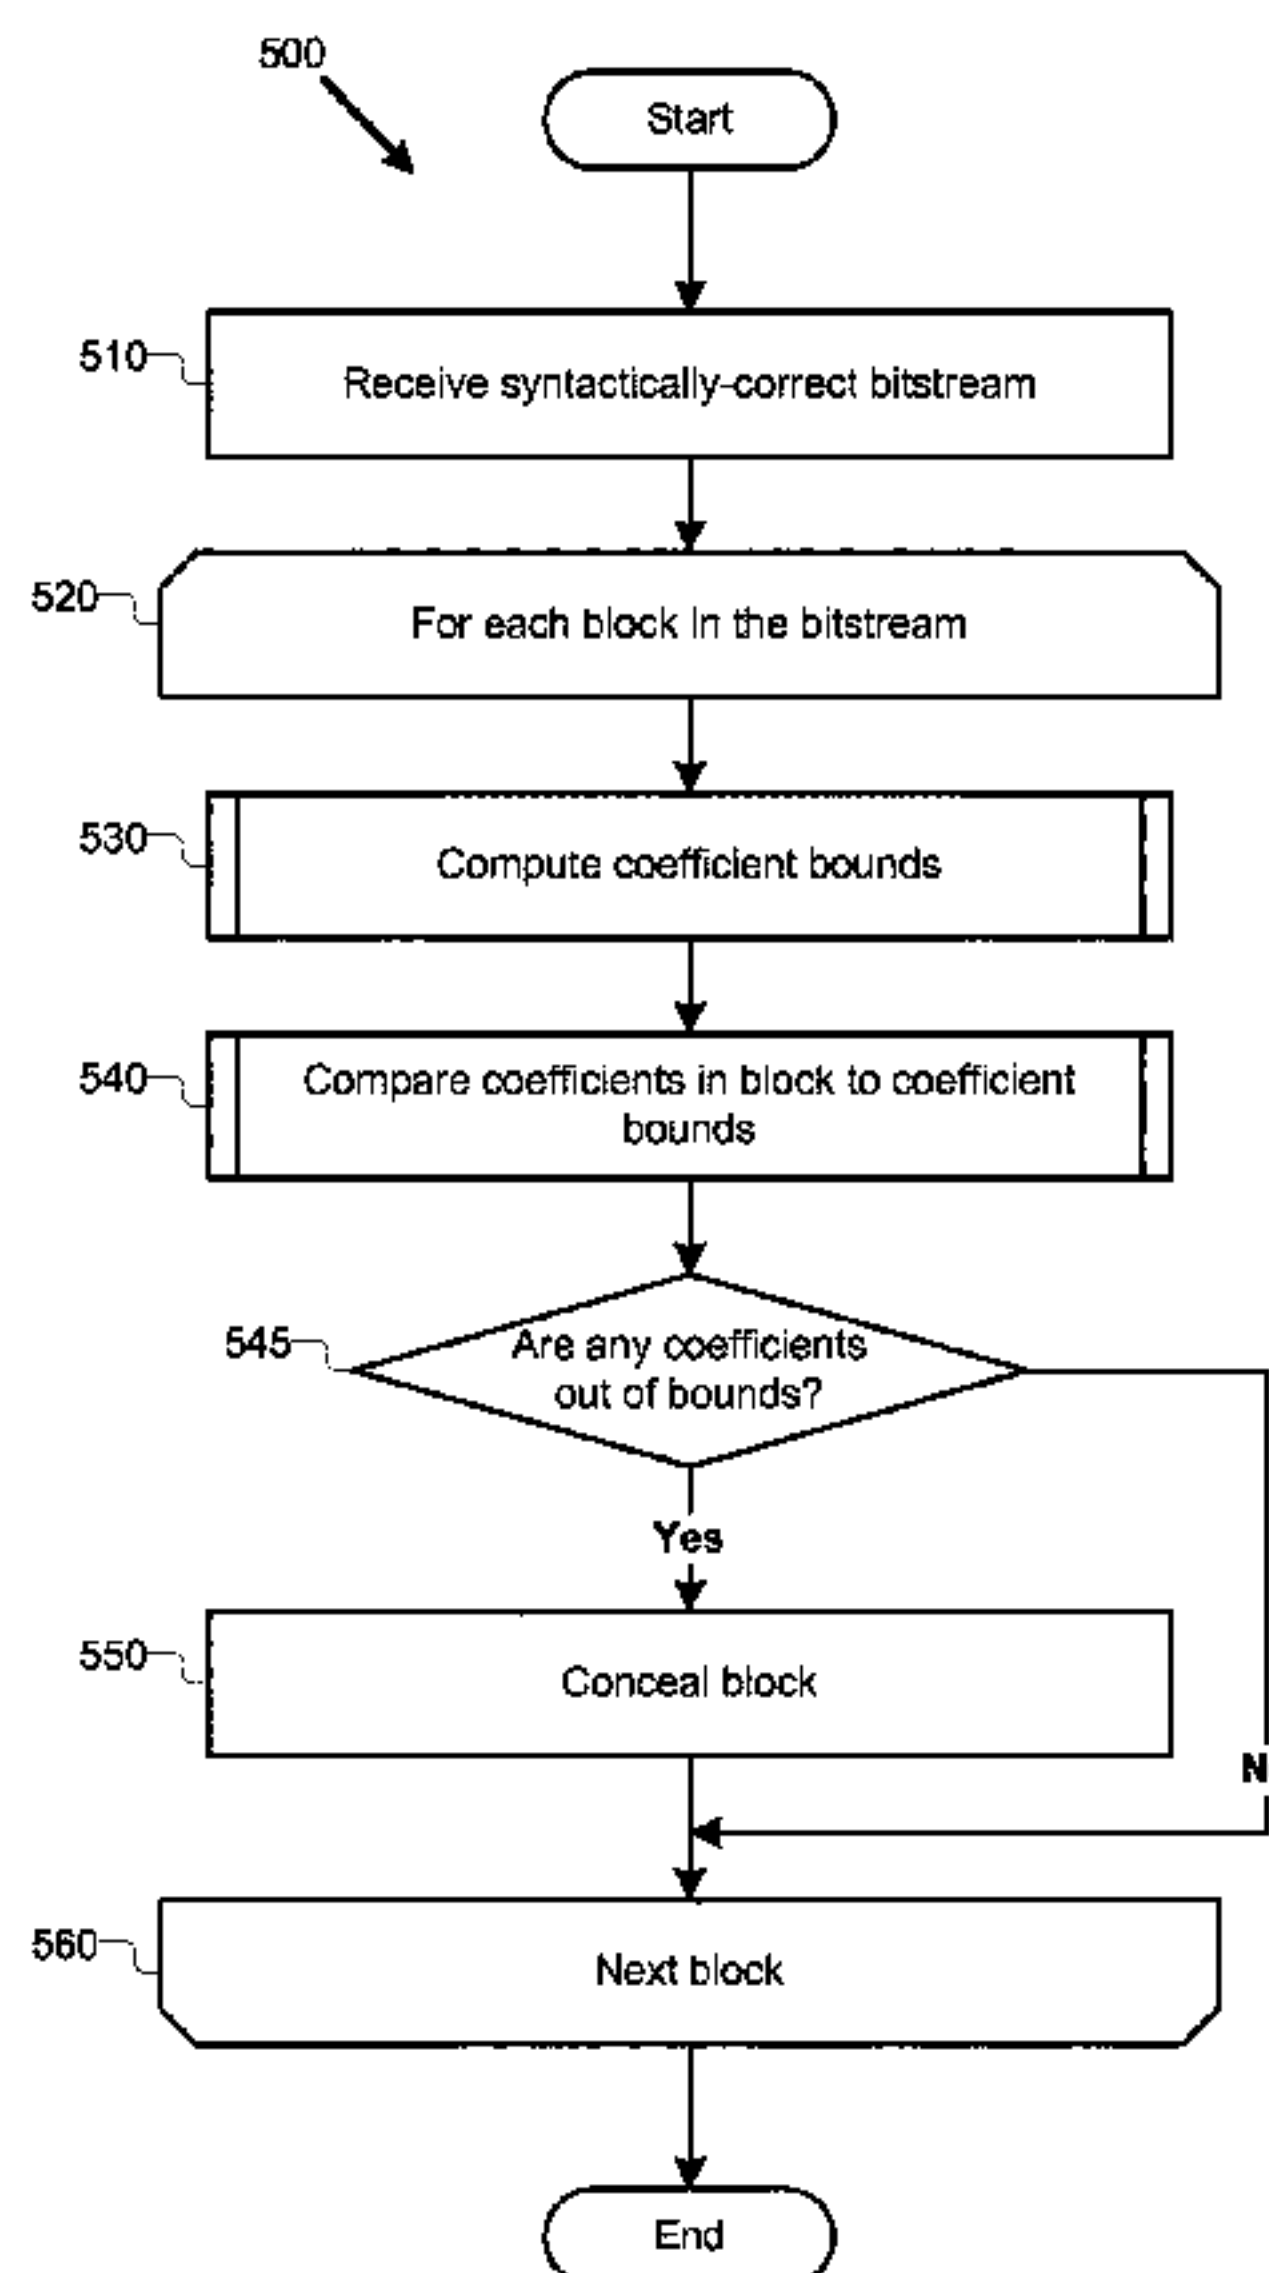 500
Start
510
Receive syntactically-correct bitstream
520
For each block in the bitstream
530
Compute coefficient bounds
540
Compare coefficients in block to coefficient
bounds
545
Are any coefficients
out of bounds?
Yes
550
Conceal block
N
560
Next block
End